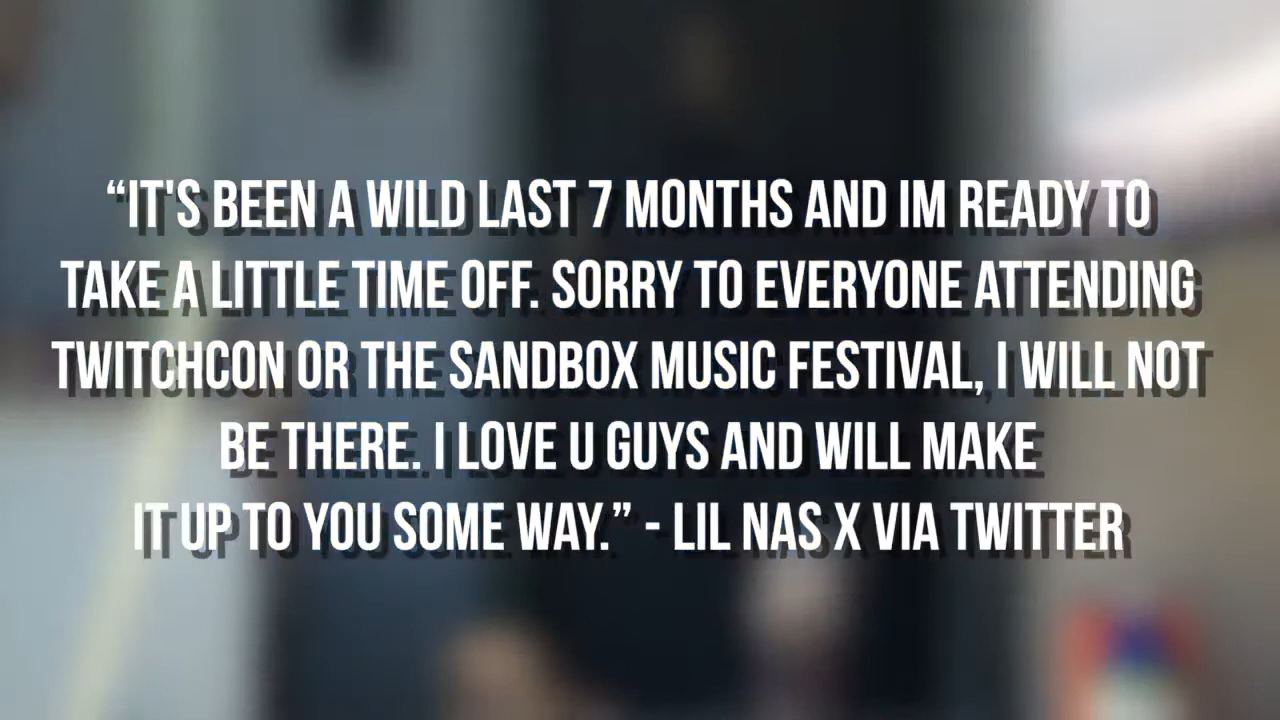 “IT'S BEEN A WILD LAST 7 MONTHS AND IM READY TO
TAKE A LITTLE TIME OFF. SORRY TO EVERYONE ATTENDING
TWITCHCON OR THE SANDBOX MUSIC FESTIVAL, I WILL NOT
BE THERE. I LOVE U GUYS AND WILL MAKE
IT UP TO YOU SOME WAY.” - LIL NAS X VIA TWITTER